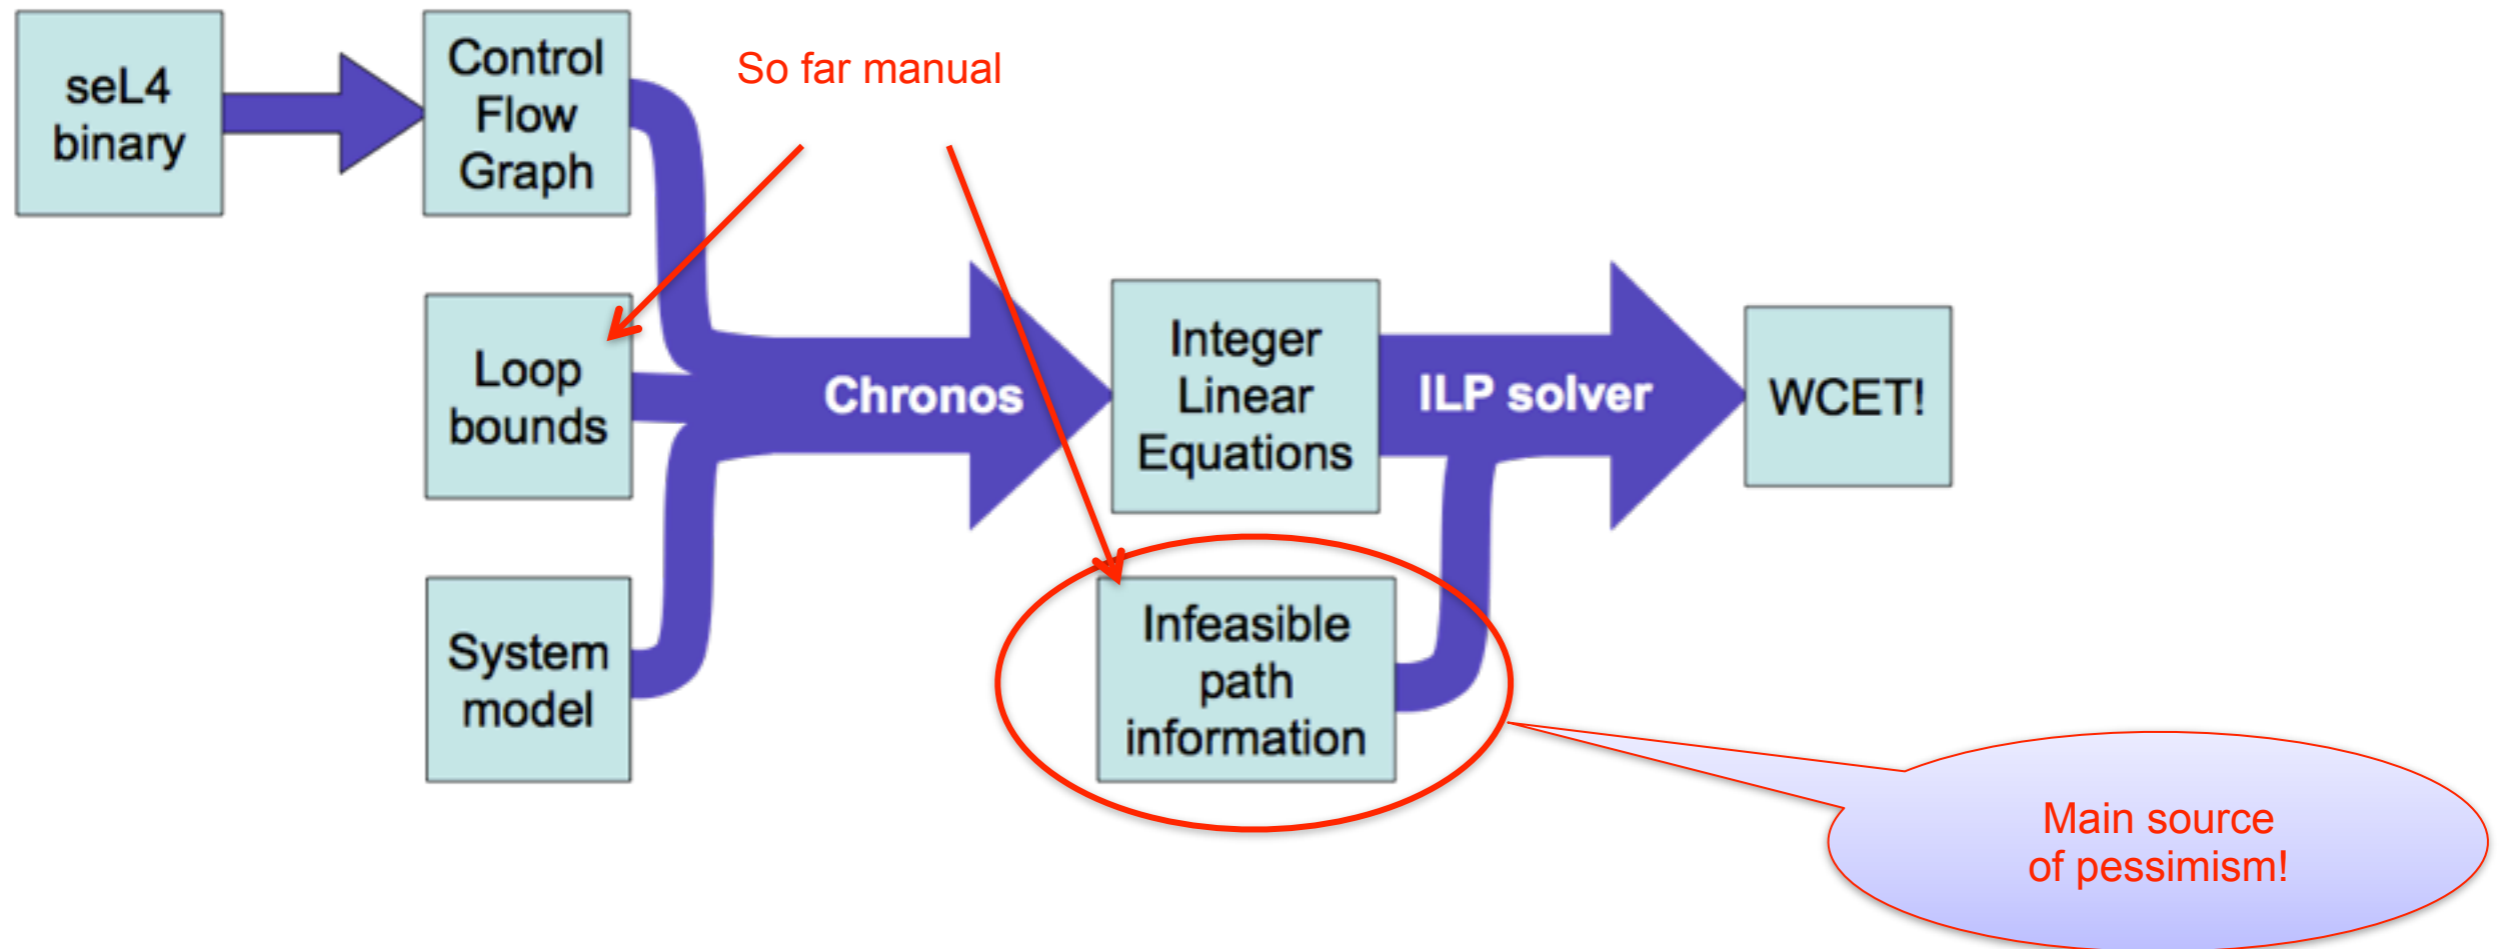 seL4
binary
Control
Flow
Graph
So far manual
Loop
bounds
Chronos
Integer
Linear
Equations
ILP solver
WCET!
System
model
Infeasible
path
information
Main source
of pessimism!